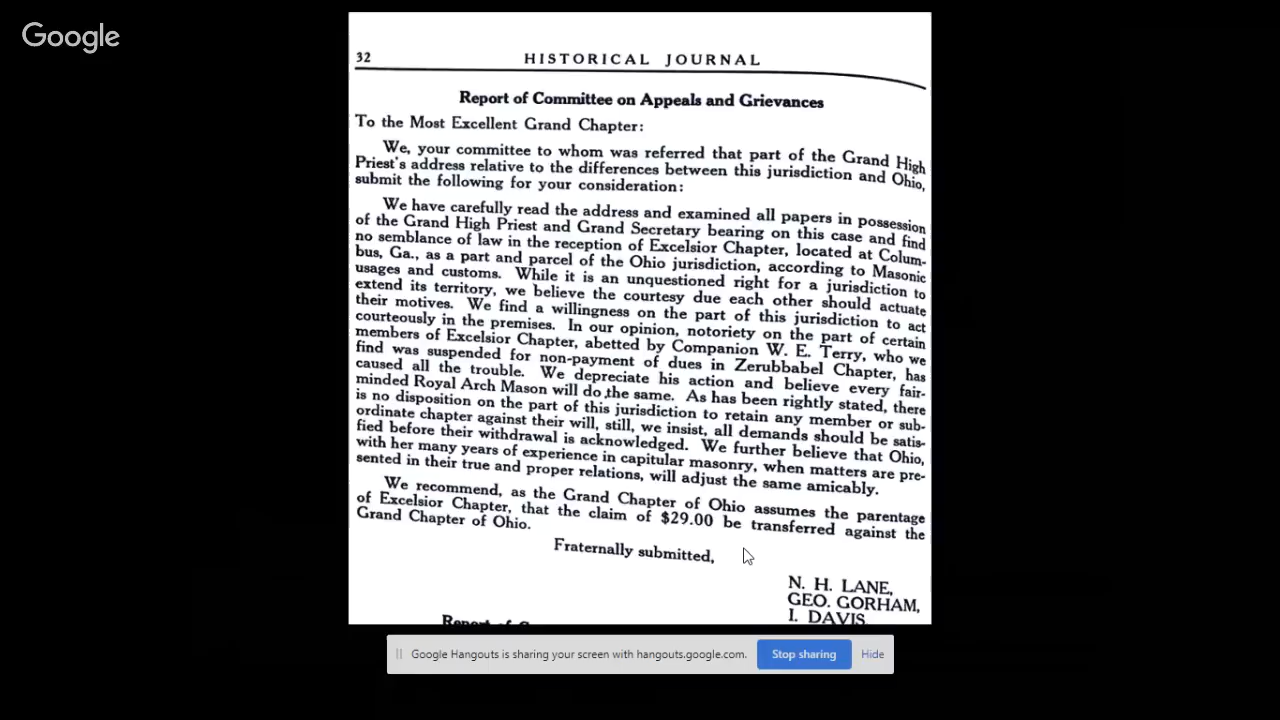 Google
32 HISTORICAL JOURNAL
Report of Committee on Appeals and Grievances
To the Most Excellent Grand Chapter:
We, your committee to whom was referred that part of the Grand High
Priest's address relative to the differences between this jurisdiction and Ohio,
submit the following for your consideration:
We have carefully read the address and examined all papers in possession
of the Grand High Priest and Grand Secretary bearing on this case and find
no semblance of law in the reception of Excelsior Chapter, located at Colum-
bus, Ga., as a part and parcel of the Ohio jurisdiction, according to Masonic
usages and customs. While it is an unquestioned right for a jurisdiction to
extend its territory, we believe the courtesy due each other should actuate
their motives. We find a willingness on the part of this jurisdiction to act
courteously in the premises. In our opinion, notoriety on the part of certain
members of Excelsior Chapter, abetted by Companion W. E. Terry, who we
find was suspended for non-payment of dues in Zerubbabel Chapter, has
caused all the trouble. We depreciate his action and believe every fair-
minded Royal Arch Mason will do the same. As has been rightly stated, there
is no disposition on the part of this jurisdiction to retain any member or sub-
ordinate chapter against their will, still, we insist, all demands should be satis-
fied before their withdrawal is acknowledged. We further believe that Ohio,
with her many years of experience in capitular masonry, when matters are pre-
sented in their true and proper relations, will adjust the same amicably.
We recommend, as the Grand Chapter of Ohio assumes the parentage
of Excelsior Chapter, that the claim of $29.00 be transferred against the
Grand Chapter of Ohio.
Fraternally submitted,
N. H. LANE,
GEO. GORHAM,
I. DAVIS
Report of
Google Hangouts is sharing your screen with hangouts.google.com. Stop sharing Hide